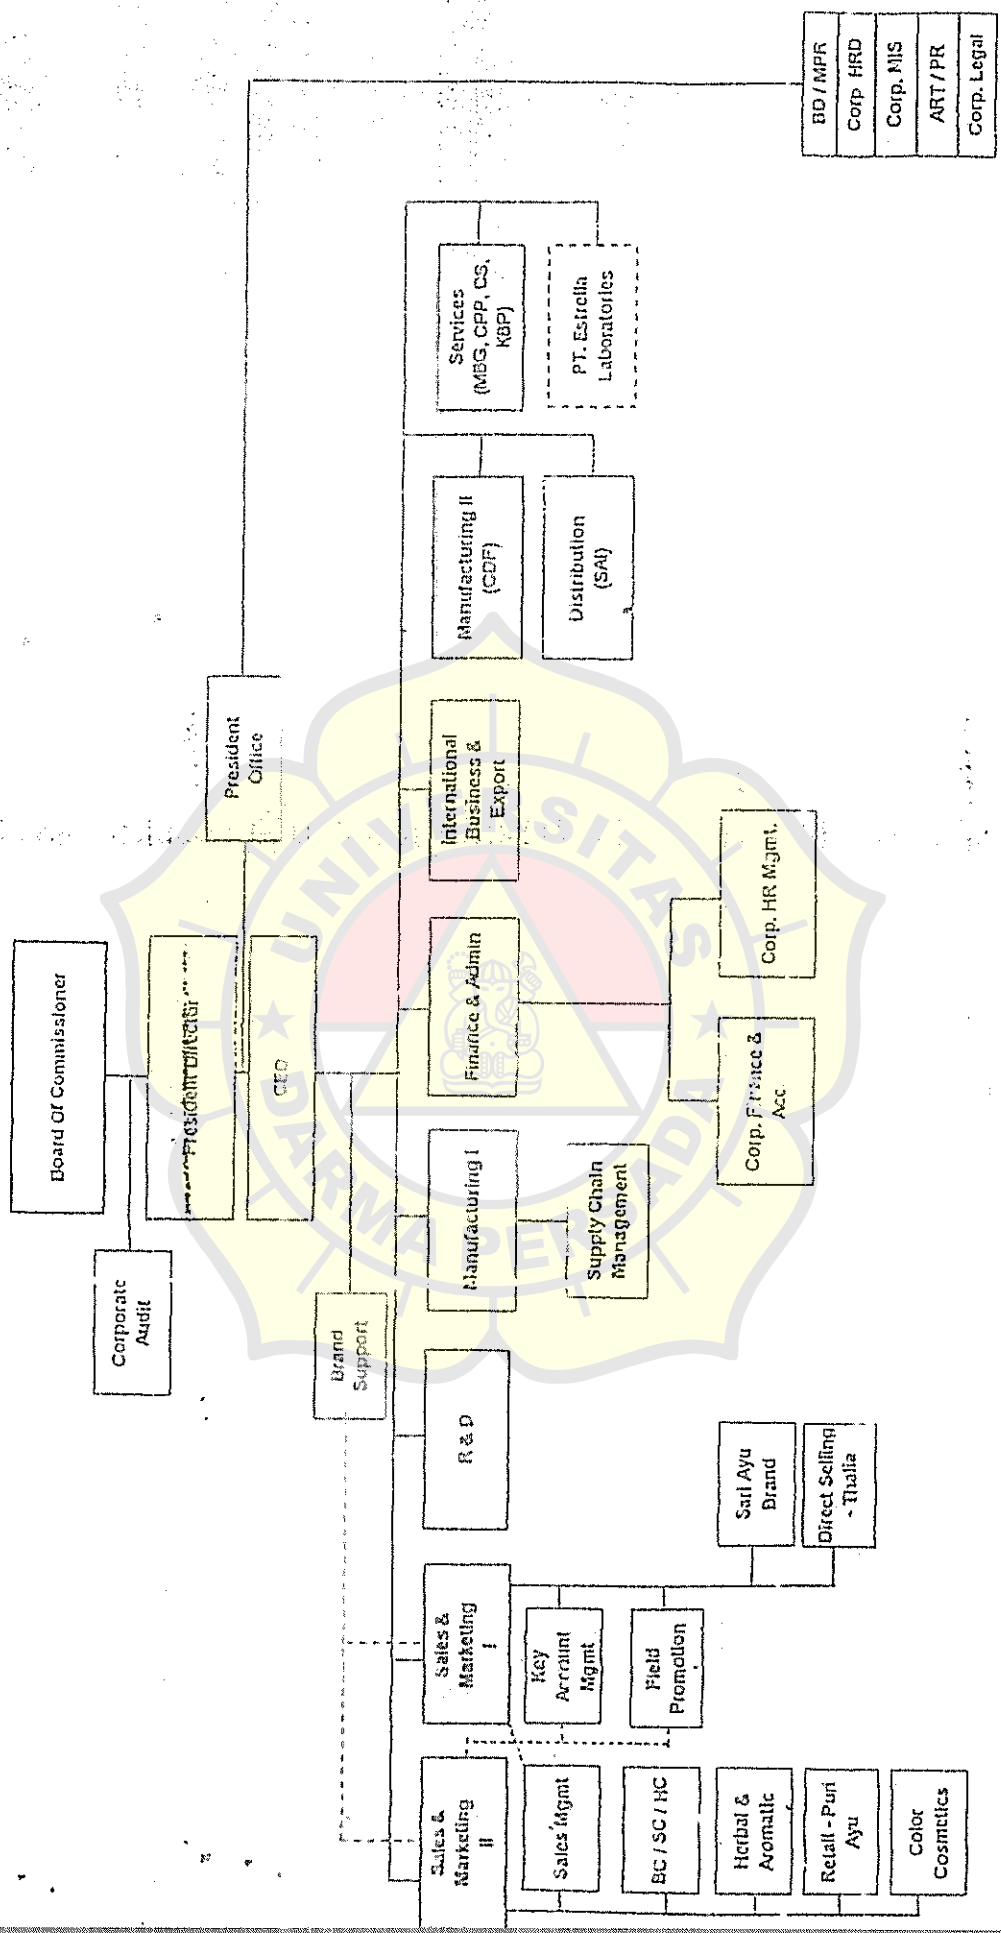 Board Of Commissioner
Corporate
Audit
President Director
CEO
President
Office
BD / MPR
Corp HRD
Corp. MIS
ART / PR
Corp. Legal
Brand
Support
Sales &
Marketing
II
Sales &
Marketing
I
R & D
Manufacturing I
Finance & Admin
International
Business &
Export
Manufacturing II
(CDF)
Services
(MBG, CPP, CS,
KBP)
Distribution
(SAI)
PT. Estrella
Laboratories
Supply Chain
Management
Corp. Finance &
Acc.
Corp. HR Mgmt.
Key
Account
Mgmt
Field
Promotion
Sari Ayu
Brand
Direct Selling
- Thalia
Sales Mgmt
BC / SC / HC
Herbal &
Aromatic
Retail - Puri
Ayu
Color
Cosmetics
UNIVERSITAS
DARMA PERSADA